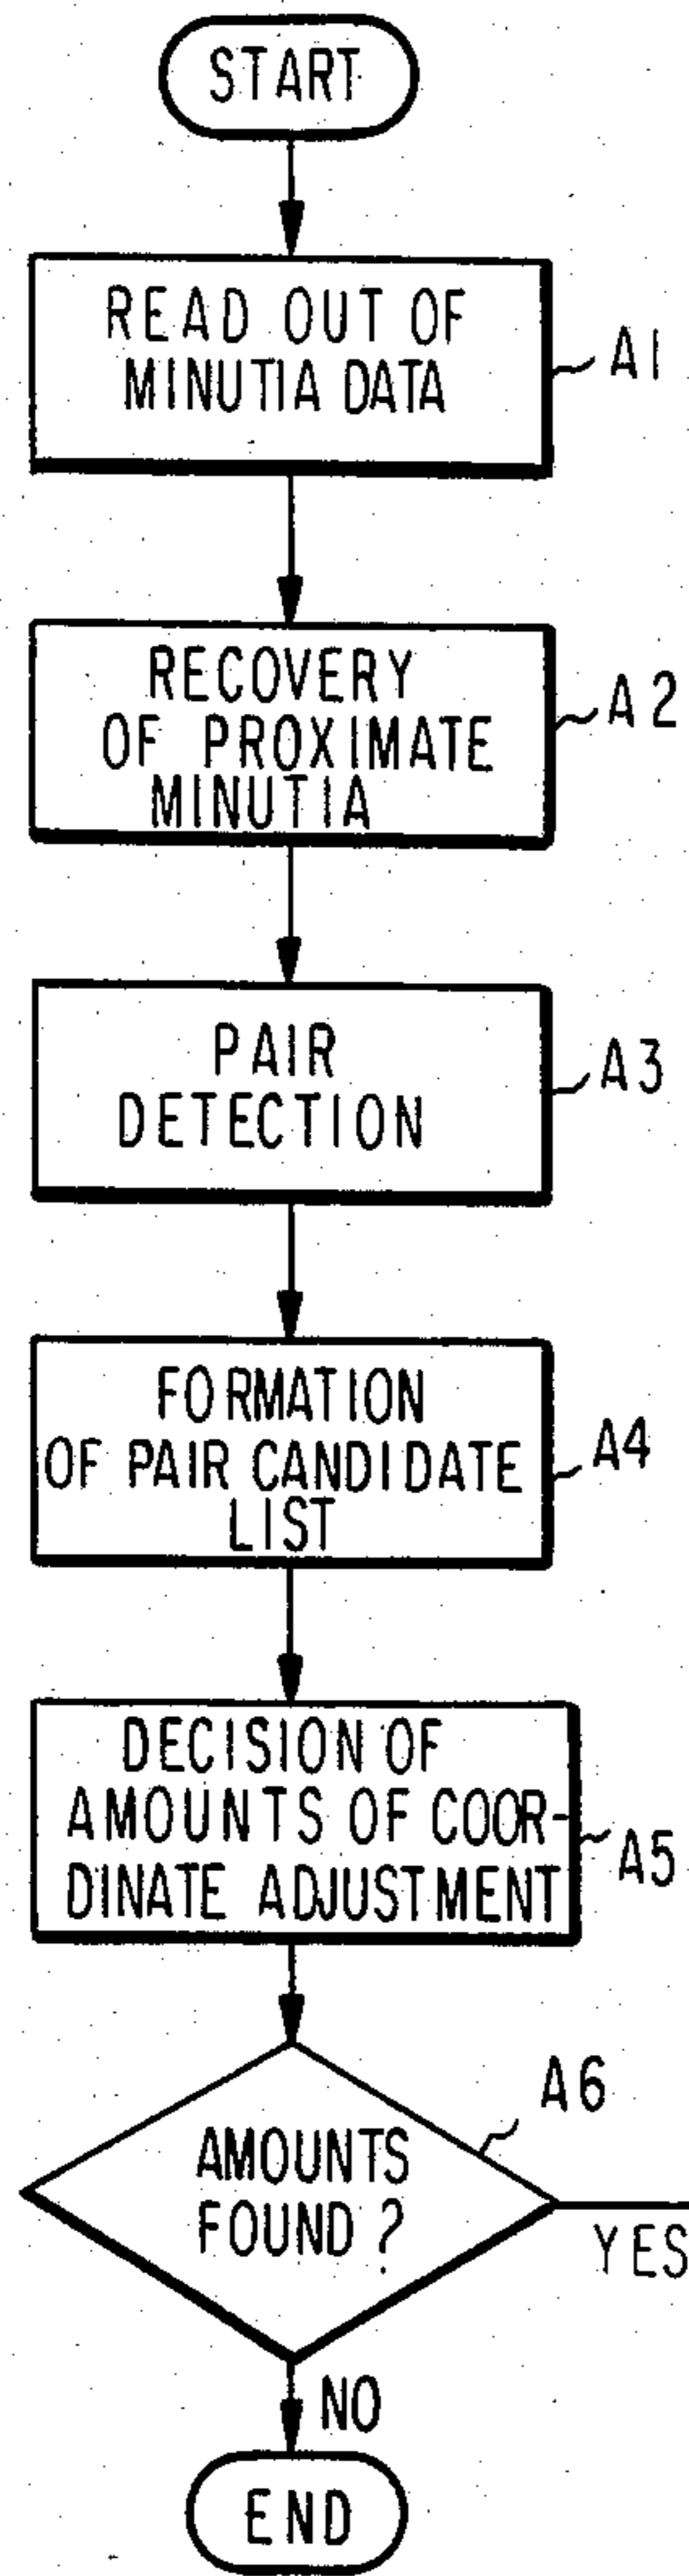 START
READ OUT OF
MINUTIA DATA
A1
RECOVERY
OF PROXIMATE
MINUTIA
A2
PAIR
DETECTION
A3
FORMATION
OF PAIR CANDIDATE
LIST
A4
DECISION OF
AMOUNTS OF COOR-
DINATE ADJUSTMENT
A5
AMOUNTS
FOUND?
A6
YES
NO
END